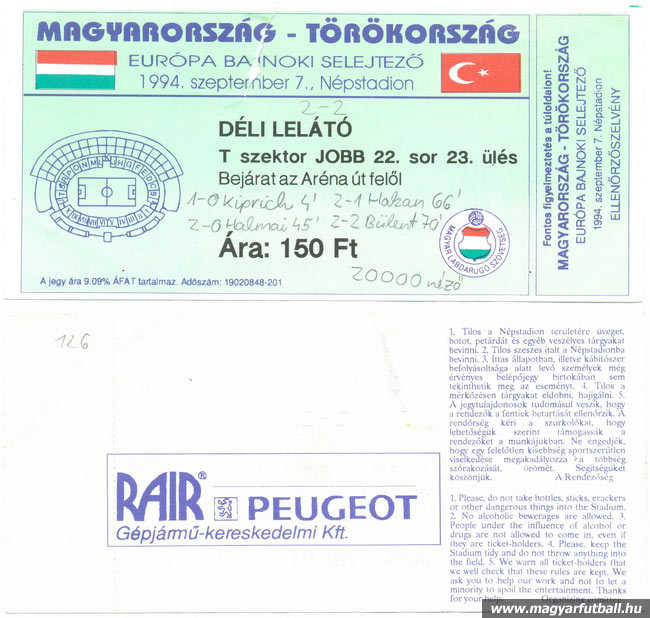 MAGYARORSZÁG - TÖRÖKORSZÁG
EURÓPA BAJNOKI SELEJTEZŐ
1994. szeptember 7., Népstadion
2-2
DÉLI LELÁTÓ
T szektor JOBB 22. sor 23. ülés
Bejárat az Aréna út felől
1-0 Kiprich 4' 2-1 Hakan 66'
2-0 Halmai 45' 2-2 Bülent 70'
Ára: 150 Ft
20000 néző
MAGYAR LABDARUGÓ SZÖVETSÉG
A jegy ára 9.09% ÁFÁT tartalmaz. Adószám: 19020848-201
Fontos figyelmeztetés a túloldalon!
MAGYARORSZÁG - TÖRÖKORSZÁG
EURÓPA BAJNOKI SELEJTEZŐ
1994. szeptember 7. Népstadion
ELLENŐRZŐSZELVÉNY
126
RAIR® PEUGEOT
Gépjármű-kereskedelmi Kft.
1. Tilos a Népstadion területére üveget,
botot, petárdát és egyéb veszélyes tárgyakat
bevinni. 2. Tilos szeszes italt a Népstadionba
bevinni. 3. Ittas állapotban, illetve kábítószer
befolyásoltsága alatt levő személyek még
érvényes belépőjegy birtokában sem
tekinthetik meg az eseményt. 4. Tilos a
mérkőzésen tárgyakat eldobni, hajigálni. 5.
A jegytulajdonosok tudomásul veszik, hogy
a rendezők a fentiek betartását ellenőrzik. A
rendőrség kéri a szurkolókat, hogy
lehetőségük szerint támogassák a
rendezőket a munkájukban. Ne engedjék,
hogy egy felelőtlen kisebbség sportszerűtlen
viselkedése megakadályozza a többség
szórakozását, örömét. Segítségüket
köszönjük. A Rendezőség
1. Please, do not take bottles, sticks, crackers
or other dangerous things into the Stadium.
2. No alcoholic bewerages are allowed. 3.
People under the influence of alcohol or
drugs are not allowed to come in, even if
they are ticket-holders. 4. Please, keep the
Stadium tidy and do not throw anything into
the field. 5. We warn all ticket-holders that
we well check that these rules are kept. We
ask you to help our work and not to let a
minority to spoil the entertainment. Thanks
for your help. Organizing comittee
www.magyarfutball.hu